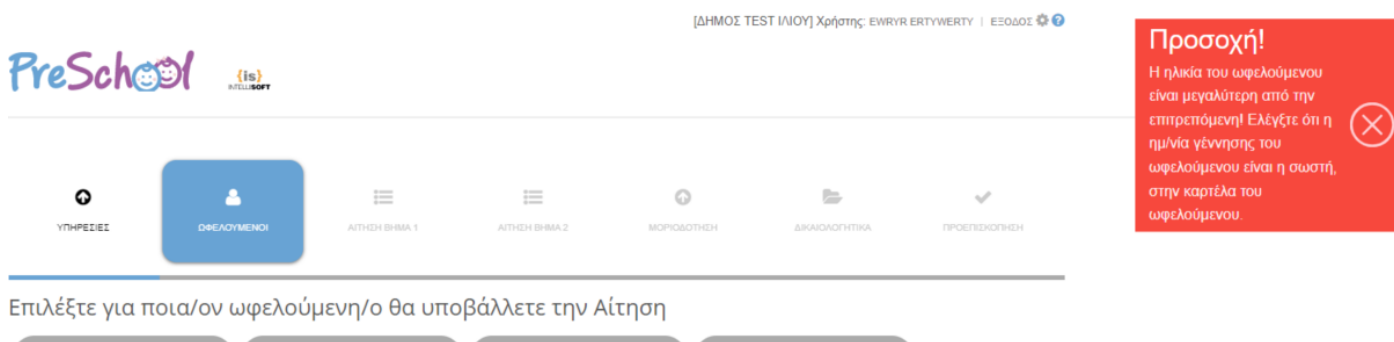 [ΔΗΜΟΣ TEST ΙΛΙΟΥ] Χρήστης: EWRYR ERTYWERTY | ΕΞΟΔΟΣ
PreSchool
{is}
INTELLISOFT
Προσοχή!
Η ηλικία του ωφελούμενου
είναι μεγαλύτερη από την
επιτρεπόμενη! Ελέγξτε ότι η
ημ/νία γέννησης του
ωφελούμενου είναι η σωστή,
στην καρτέλα του
ωφελούμενου.
ΥΠΗΡΕΣΙΕΣ
ΩΦΕΛΟΥΜΕΝΟΙ
ΑΙΤΗΣΗ ΒΗΜΑ 1
ΑΙΤΗΣΗ ΒΗΜΑ 2
ΜΟΡΙΟΔΟΤΗΣΗ
ΔΙΚΑΙΟΛΟΓΗΤΙΚΑ
ΠΡΟΕΠΙΣΚΟΠΗΣΗ
Επιλέξτε για ποια/ον ωφελούμενη/ο θα υποβάλλετε την Αίτηση